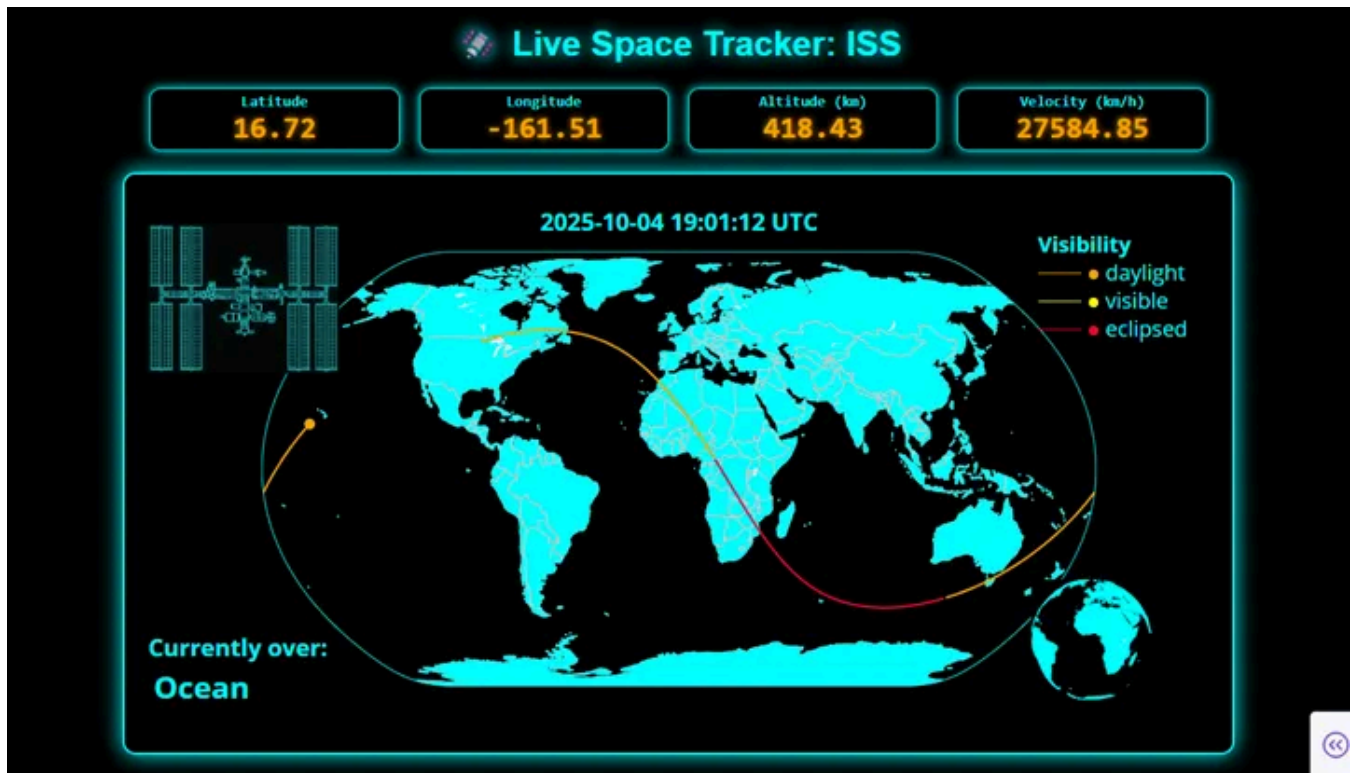 Live Space Tracker: ISS
Latitude
16.72
Longitude
-161.51
Altitude (km)
418.43
Velocity (km/h)
27584.85
2025-10-04 19:01:12 UTC
Visibility
daylight
visible
eclipsed
Currently over:
Ocean